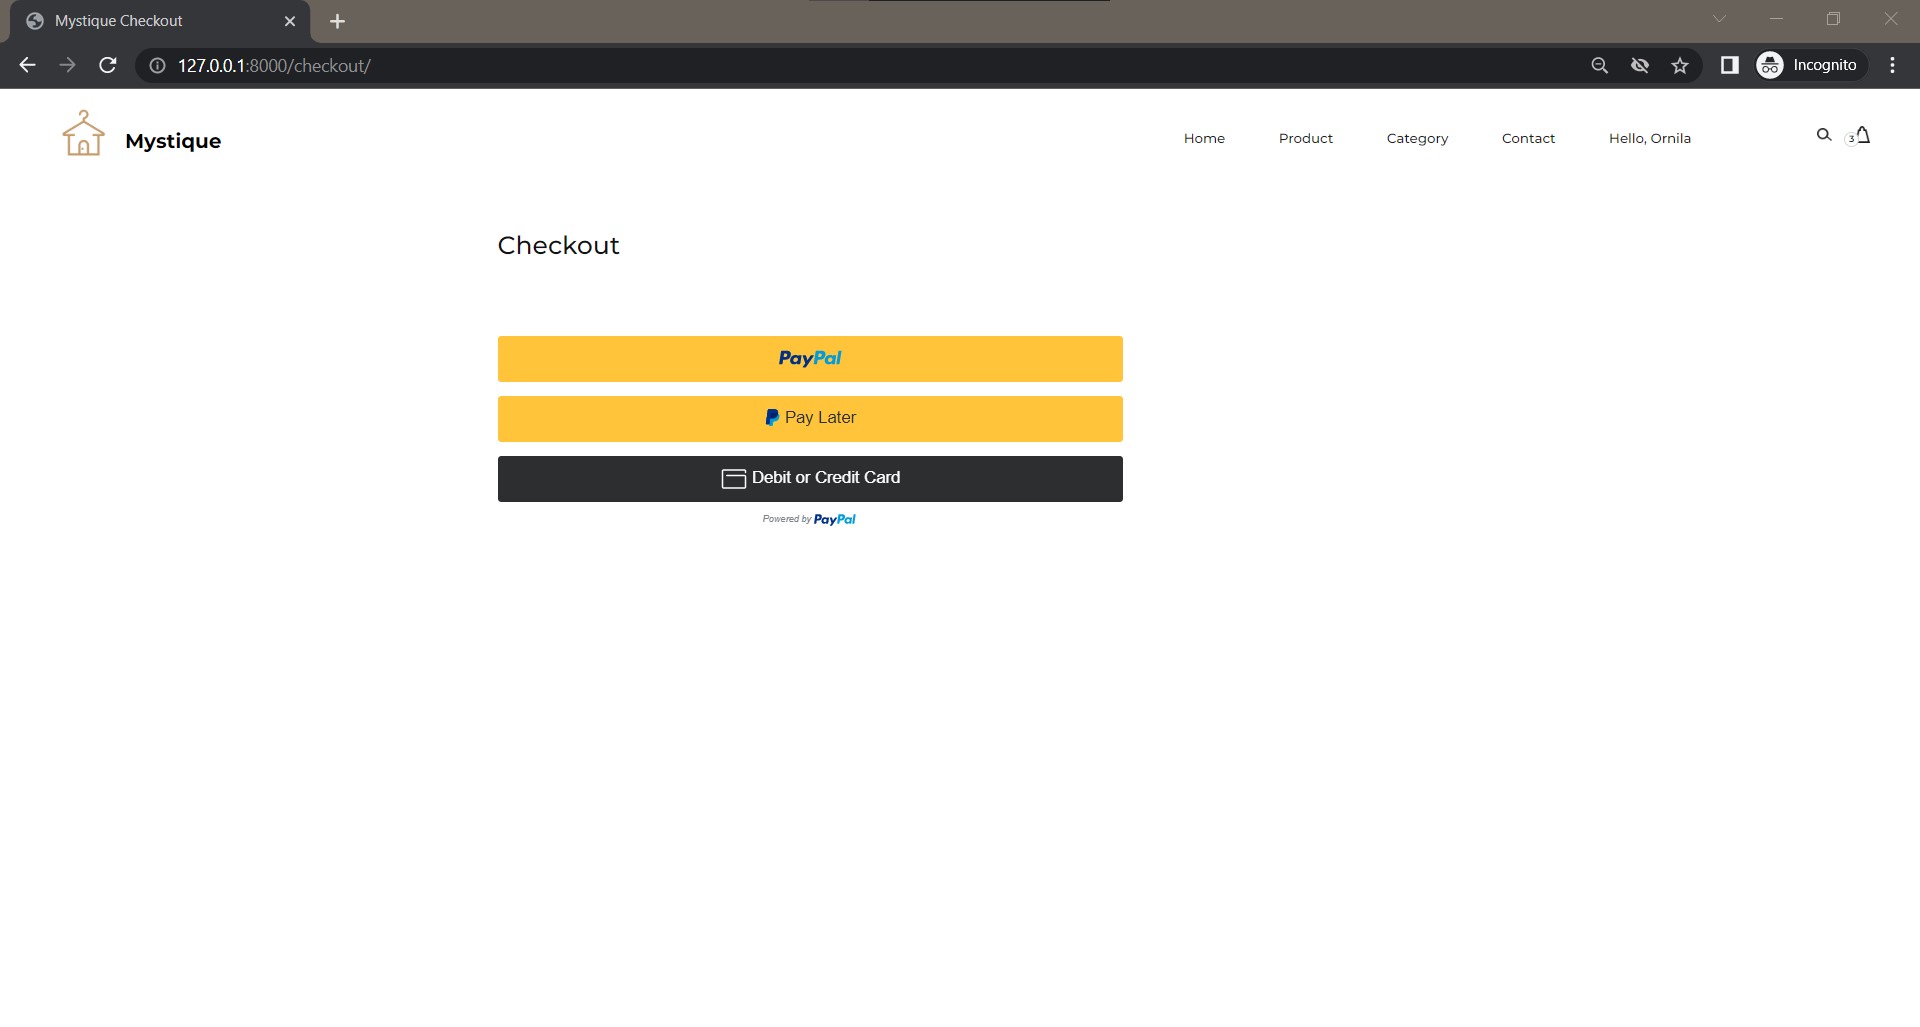 Mystique Checkout
127.0.0.1:8000/checkout/
Incognito
Mystique
Home Product Category Contact Hello, Ornila
3
Checkout
PayPal
Pay Later
Debit or Credit Card
Powered by PayPal